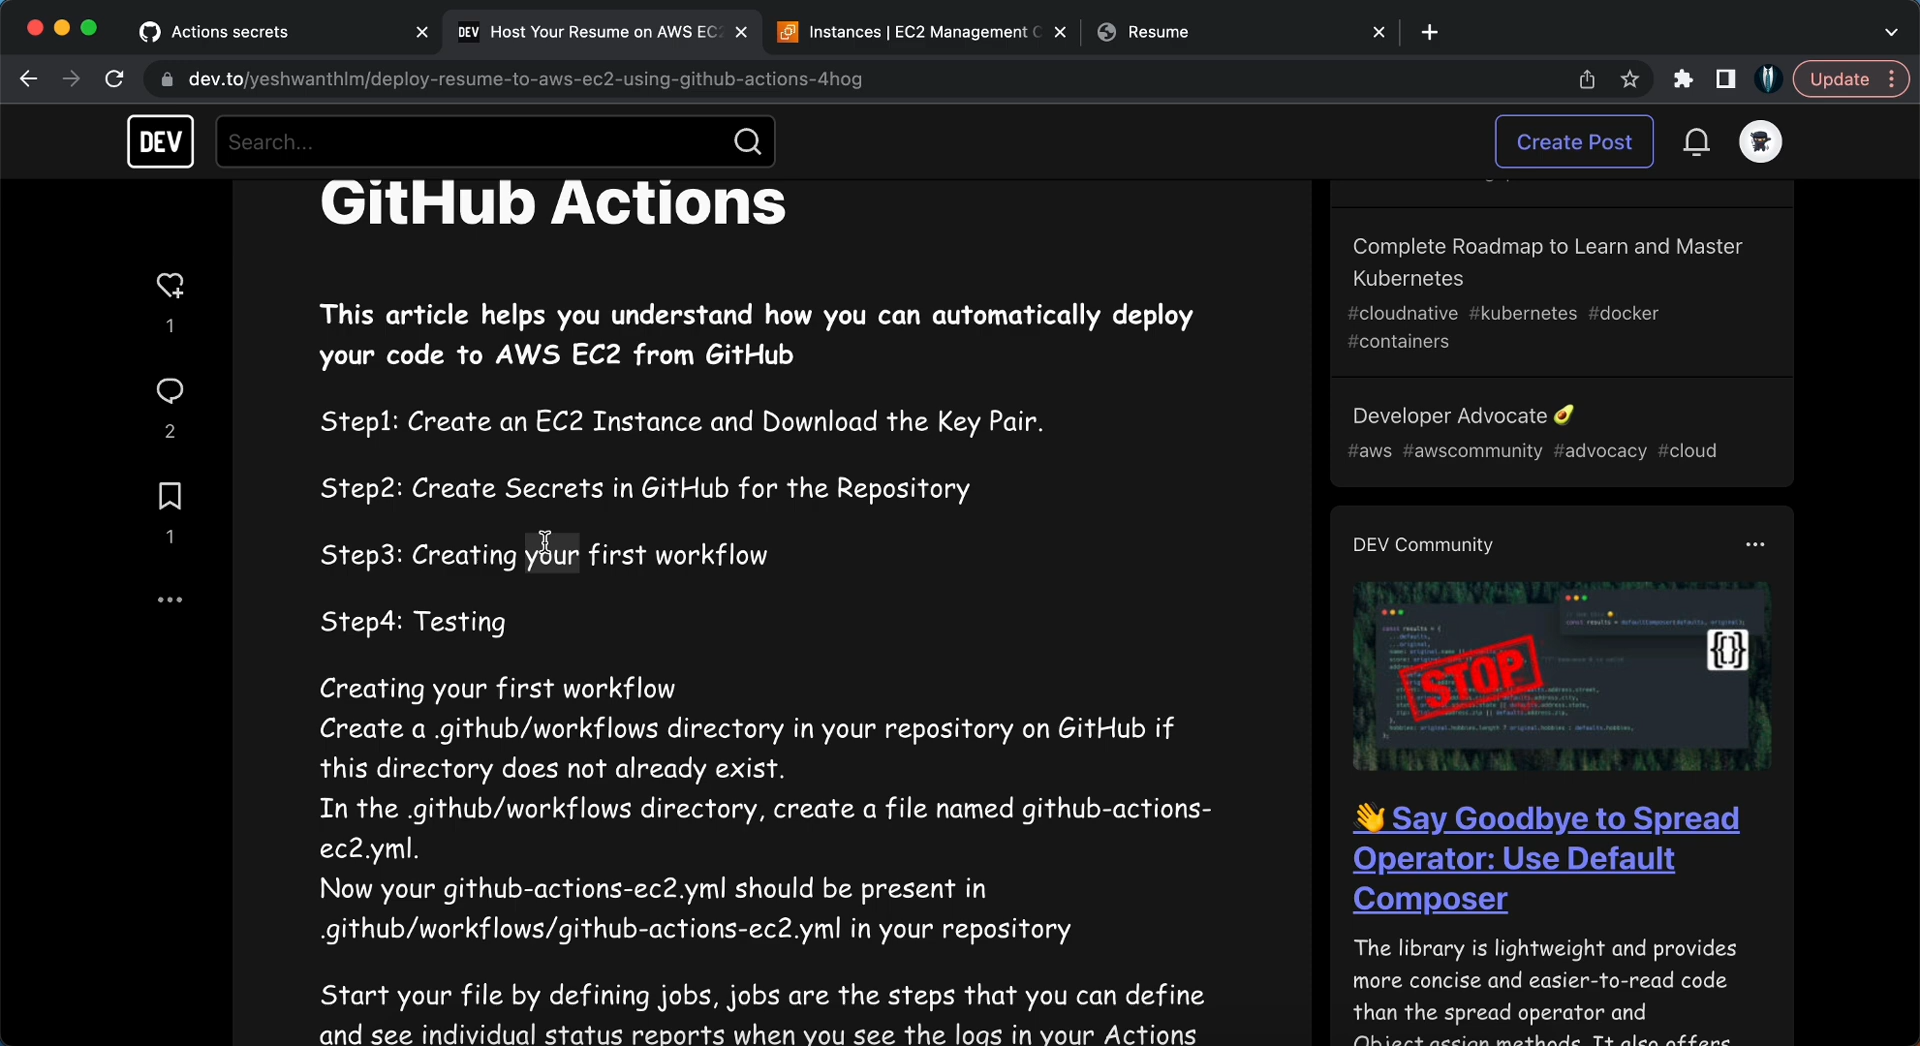 Actions secrets
DEV Host Your Resume on AWS EC2
Instances | EC2 Management C
Resume
dev.to/yeshwanthlm/deploy-resume-to-aws-ec2-using-github-actions-4hog
Update
DEV
Search...
Create Post
GitHub Actions
This article helps you understand how you can automatically deploy
your code to AWS EC2 from GitHub
Step1: Create an EC2 Instance and Download the Key Pair.
Step2: Create Secrets in GitHub for the Repository
Step3: Creating your first workflow
Step4: Testing
Creating your first workflow
Create a .github/workflows directory in your repository on GitHub if
this directory does not already exist.
In the .github/workflows directory, create a file named github-actions-
ec2.yml.
Now your github-actions-ec2.yml should be present in
.github/workflows/github-actions-ec2.yml in your repository
Start your file by defining jobs, jobs are the steps that you can define
and see individual status reports when you see the logs in your Actions
1
2
1
Complete Roadmap to Learn and Master
Kubernetes
#cloudnative #kubernetes #docker
#containers
Developer Advocate 🥑
#aws #awscommunity #advocacy #cloud
DEV Community
STOP
{()}
👋 Say Goodbye to Spread
Operator: Use Default
Composer
The library is lightweight and provides
more concise and easier-to-read code
than the spread operator and
Object.assign methods. It also offers